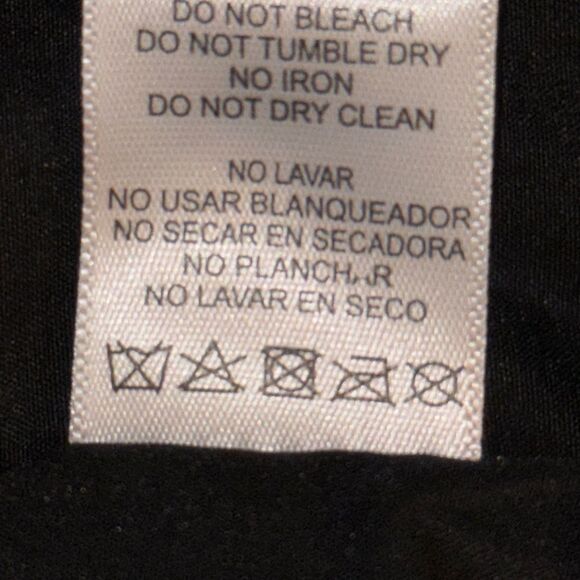 DO NOT BLEACH
DO NOT TUMBLE DRY
NO IRON
DO NOT DRY CLEAN
NO LAVAR
NO USAR BLANQUEADOR
NO SECAR EN SECADORA
NO PLANCHAR
NO LAVAR EN SECO